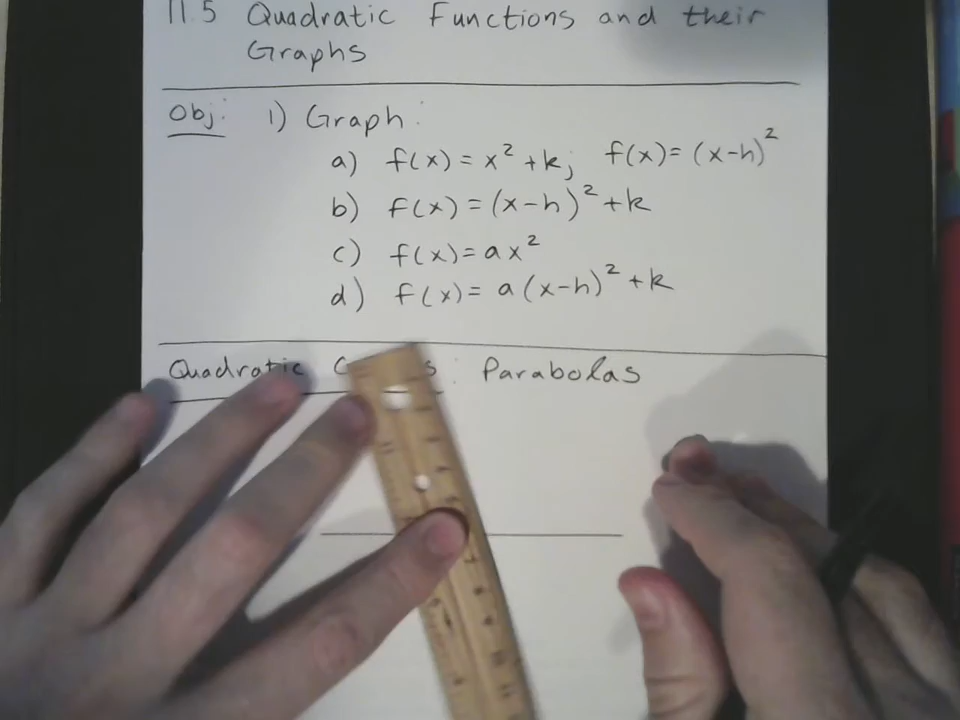 11.5 Quadratic Functions and their
Graphs
Obj: 1) Graph:
a) f(x) = x² + k; f(x) = (x-h)²
b) f(x) = (x-h)² + k
c) f(x) = ax²
d) f(x) = a(x-h)² + k
Quadratic : Parabolas